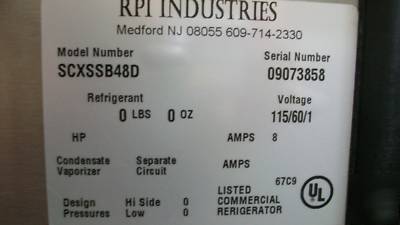 RPI INDUSTRIES
Medford NJ 08055 609-714-2330
Model Number Serial Number
SCXSSB48D 09073858
Refrigerant Voltage
0 LBS 0 OZ 115/60/1
HP AMPS 8
Condensate Separate AMPS
Vaporizer Circuit
67C9
LISTED
Design Hi Side 0 COMMERCIAL
Pressures Low 0 RERIGERATOR
UL